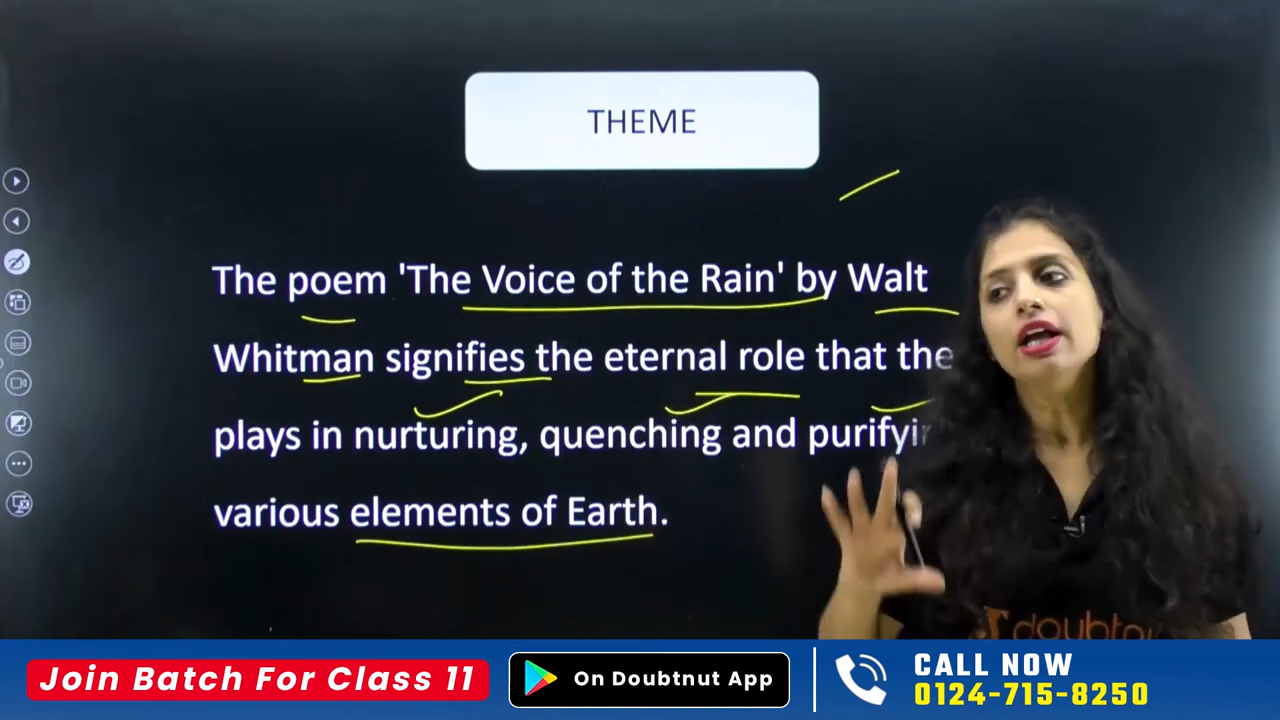 THEME
The poem 'The Voice of the Rain' by Walt
Whitman signifies the eternal role that the
plays in nurturing, quenching and
various elements of Earth.
doubtnu
Join Batch For Class 11
On Doubtnut App
CALL NOW
0124-715-8250